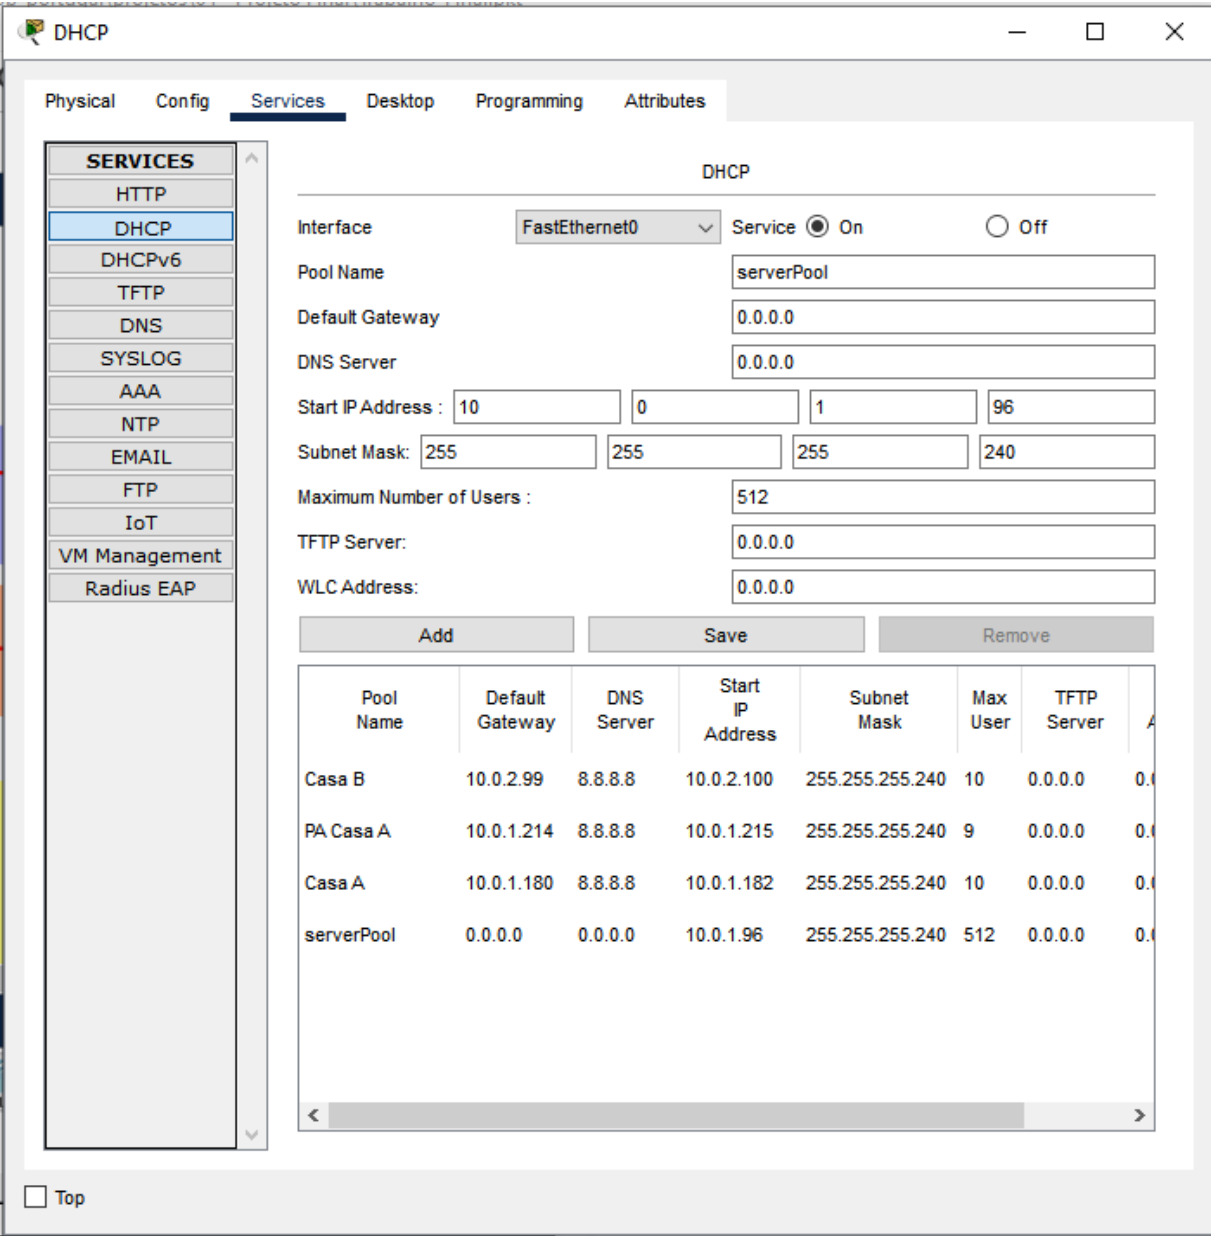 DHCP
Physical Config Services Desktop Programming Attributes
SERVICES
HTTP
DHCP
DHCPv6
TFTP
DNS
SYSLOG
AAA
NTP
EMAIL
FTP
IoT
VM Management
Radius EAP
DHCP
Interface FastEthernet0 Service On Off
Pool Name serverPool
Default Gateway 0.0.0.0
DNS Server 0.0.0.0
Start IP Address : 10 0 1 96
Subnet Mask: 255 255 255 240
Maximum Number of Users : 512
TFTP Server: 0.0.0.0
WLC Address: 0.0.0.0
Add Save Remove
Pool Name Default Gateway DNS Server Start IP Address Subnet Mask Max User TFTP Server
Casa B 10.0.2.99 8.8.8.8 10.0.2.100 255.255.255.240 10 0.0.0.0
PA Casa A 10.0.1.214 8.8.8.8 10.0.1.215 255.255.255.240 9 0.0.0.0
Casa A 10.0.1.180 8.8.8.8 10.0.1.182 255.255.255.240 10 0.0.0.0
serverPool 0.0.0.0 0.0.0.0 10.0.1.96 255.255.255.240 512 0.0.0.0
Top